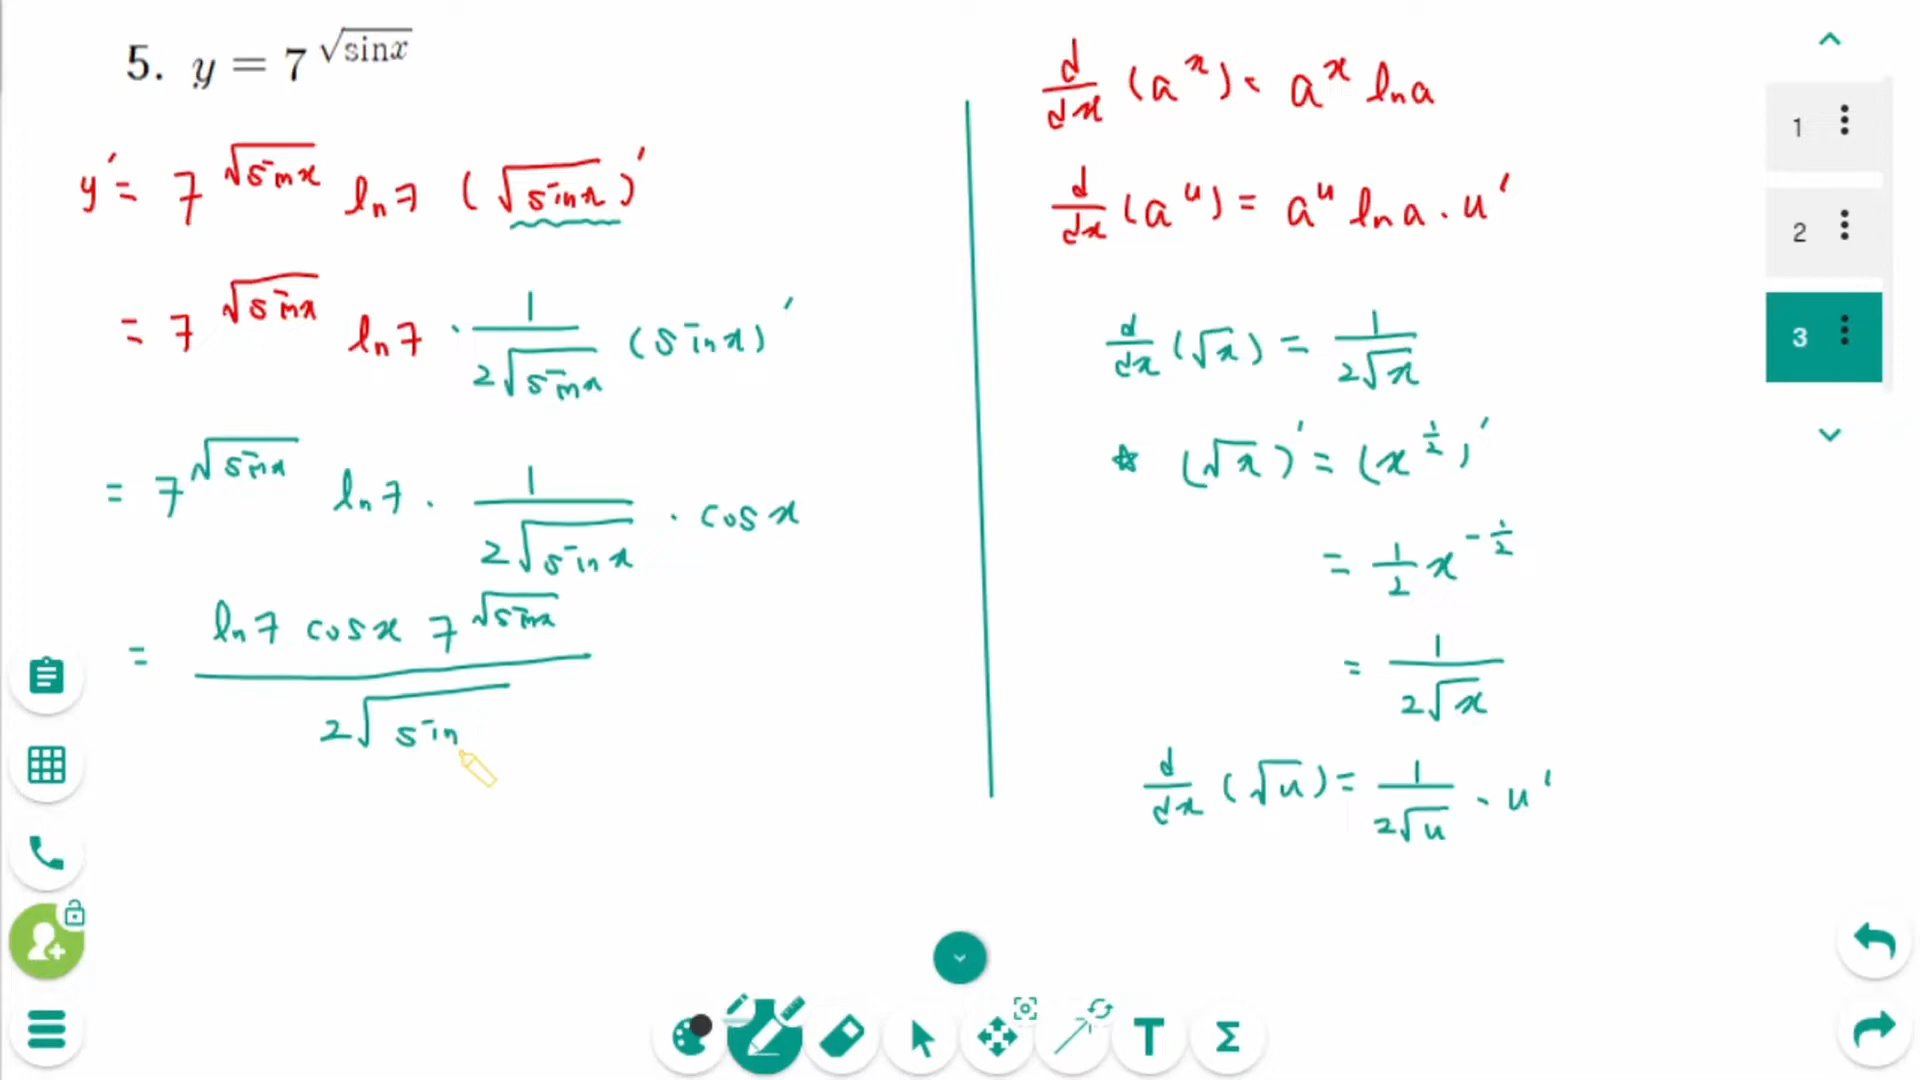 5. y = 7^√sinx
y' = 7^√sinx ln7 (√sinx)'
= 7^√sinx ln7 · 1/(2√sinx) (sinx)'
= 7^√sinx ln7 · 1/(2√sinx) · cosx
= (ln7 cosx 7^√sinx)/(2√sin
d/dx (a^x) = a^x lna
d/dx (a^u) = a^u lna · u'
d/dx (√x) = 1/(2√x)
☆ (√x)' = (x^(1/2))'
= 1/2 x^(-1/2)
= 1/(2√x)
d/dx (√u) = 1/(2√u) · u'
1
2
3
T Σ